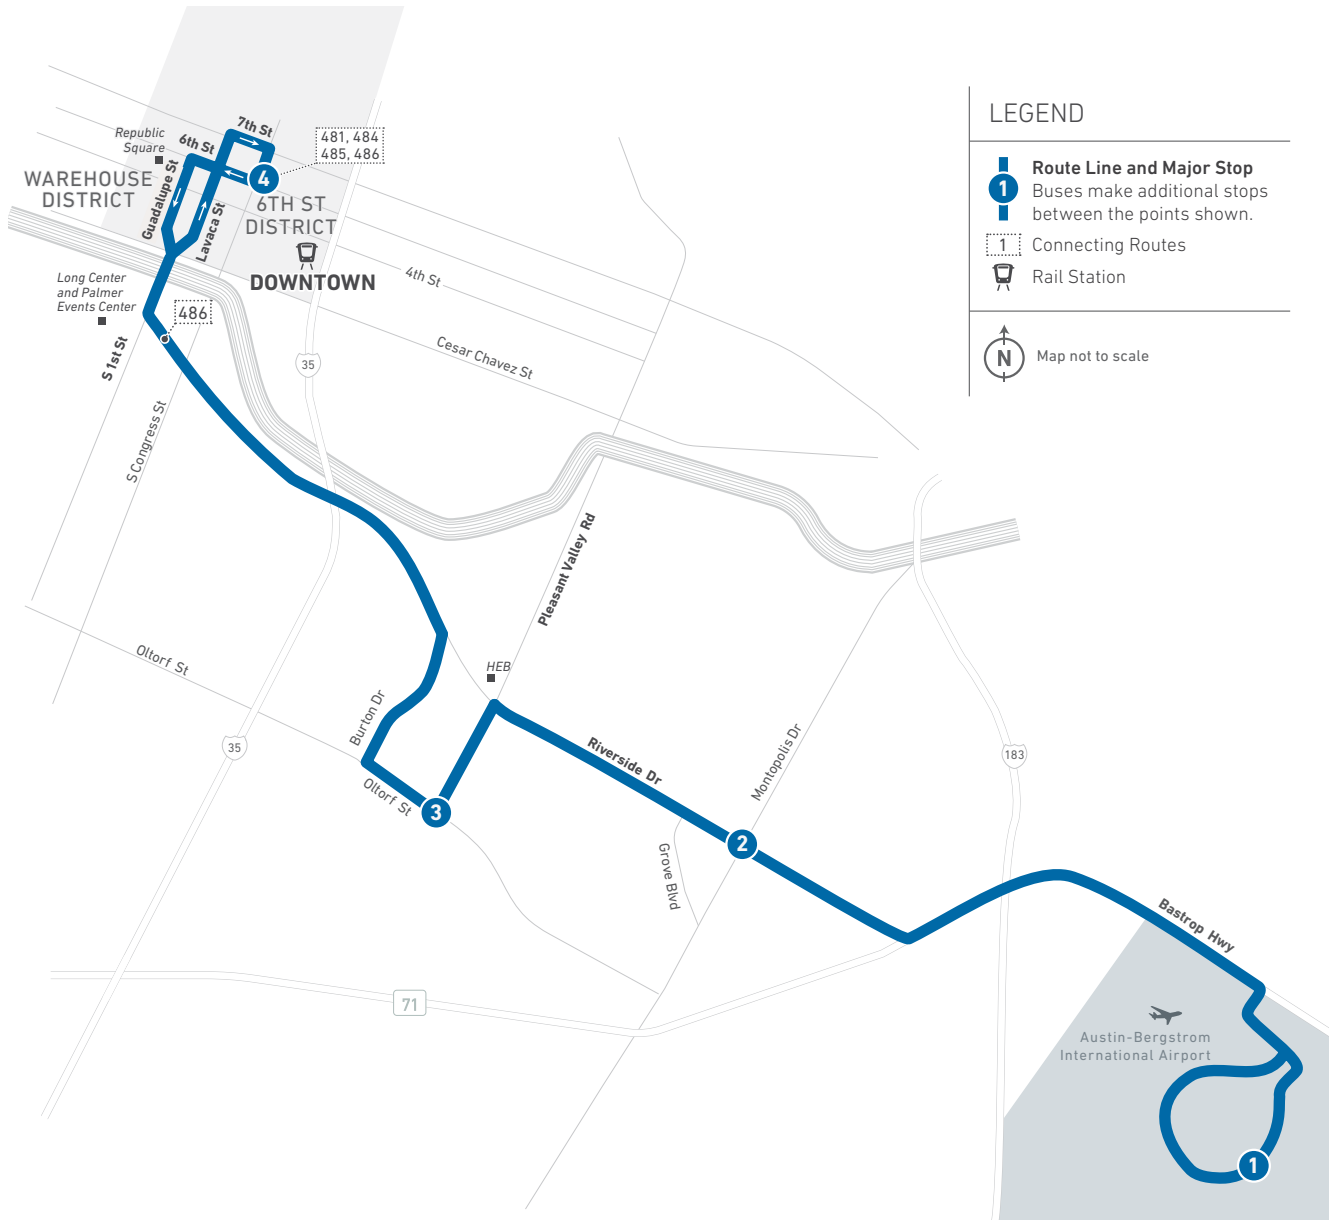 7th St
6th St
Republic
Square
481, 484
485, 486
4
WAREHOUSE
DISTRICT
Guadalupe St
Lavaca St
6TH ST
DISTRICT
DOWNTOWN
4th St
Long Center
and Palmer
Events Center
486
S 1st St
35
Cesar Chavez St
S Congress St
LEGEND
1
Route Line and Major Stop
Buses make additional stops
between the points shown.
1
Connecting Routes
Rail Station
N
Map not to scale
Pleasant Valley Rd
Oltorf St
HEB
Burton Dr
35
Riverside Dr
Montopolis Dr
183
Oltorf St
3
2
Grove Blvd
Bastrop Hwy
71
Austin-Bergstrom
International Airport
1